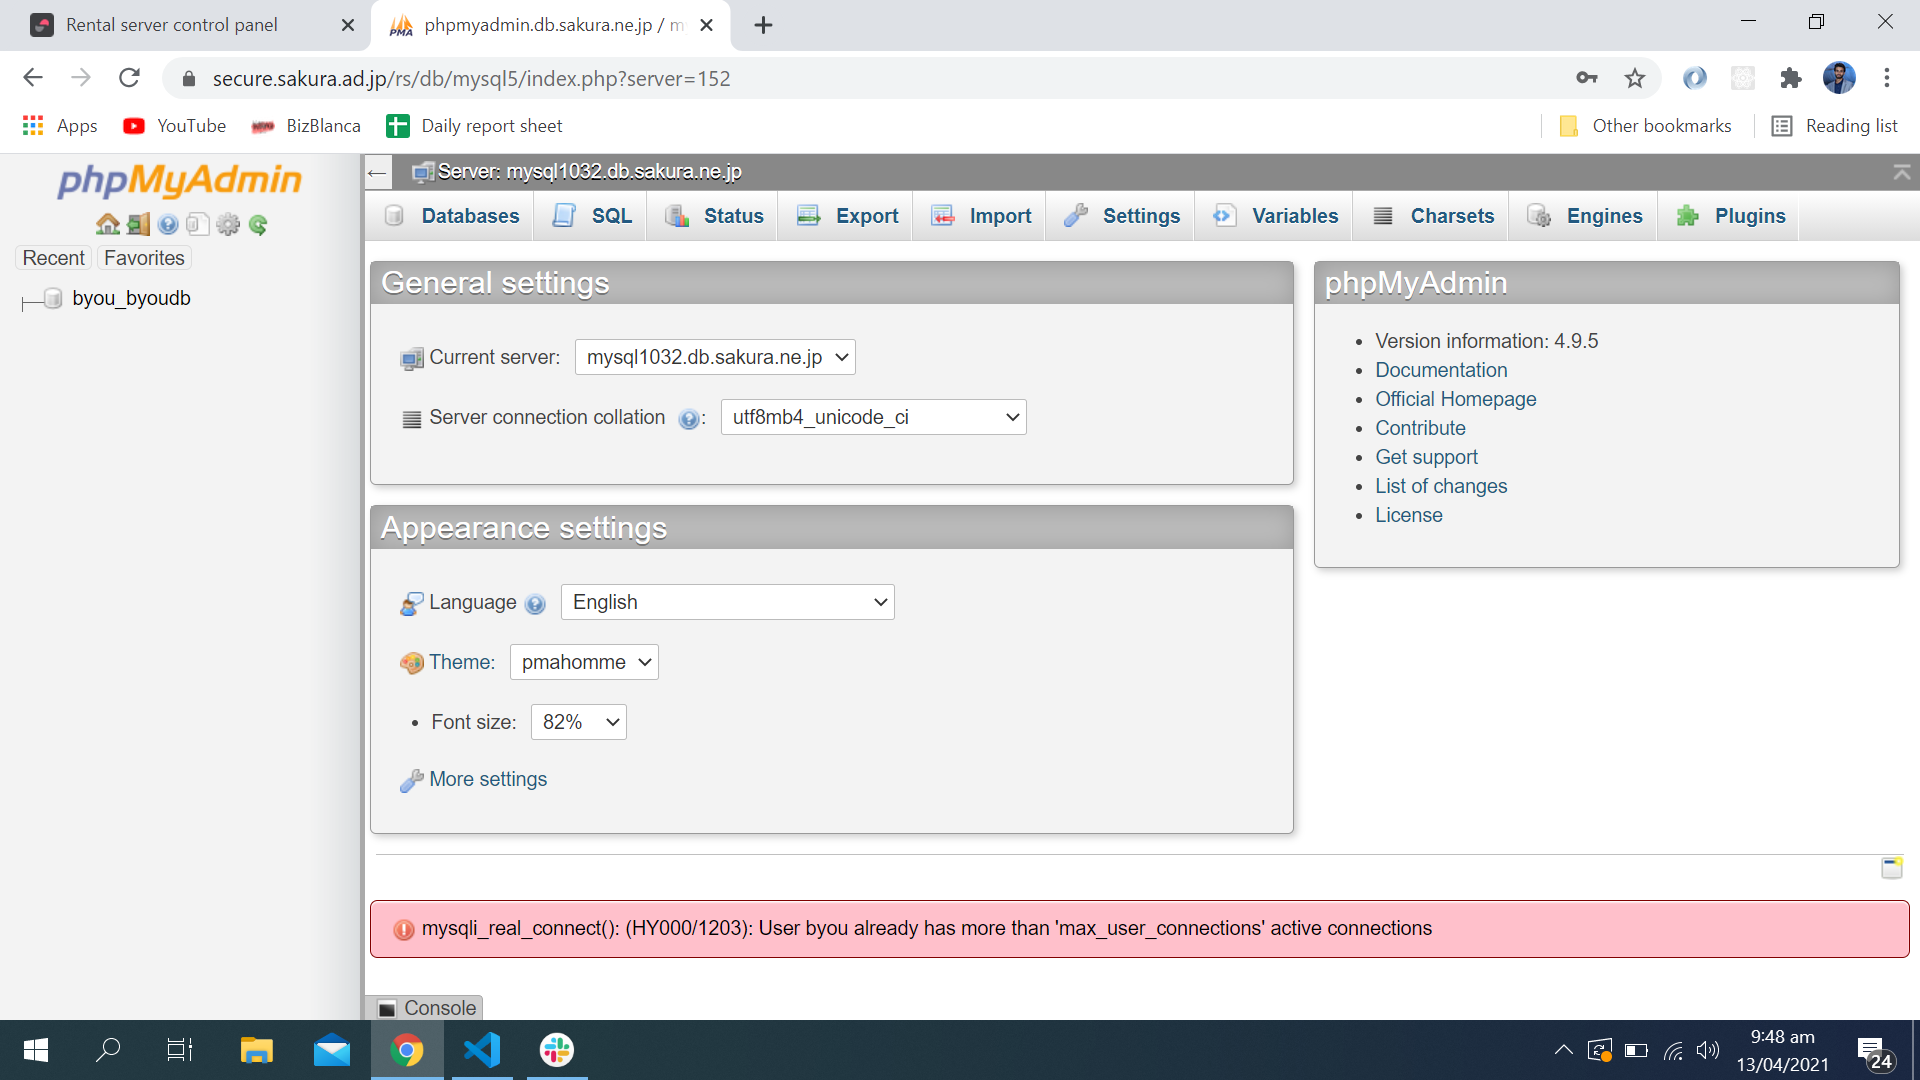 Rental server control panel
phpmyadmin.db.sakura.ne.jp / m
secure.sakura.ad.jp/rs/db/mysql5/index.php?server=152
Apps
YouTube
BizBlanca
Daily report sheet
Other bookmarks
Reading list
phpMyAdmin
Recent
Favorites
byou_byoudb
Server: mysql1032.db.sakura.ne.jp
Databases
SQL
Status
Export
Import
Settings
Variables
Charsets
Engines
Plugins
General settings
Current server:
mysql1032.db.sakura.ne.jp
Server connection collation
:
utf8mb4_unicode_ci
Appearance settings
Language
English
Theme:
pmahomme
Font size:
82%
More settings
phpMyAdmin
Version information: 4.9.5
Documentation
Official Homepage
Contribute
Get support
List of changes
License
mysqli_real_connect(): (HY000/1203): User byou already has more than 'max_user_connections' active connections
Console
9:48 am
13/04/2021
24